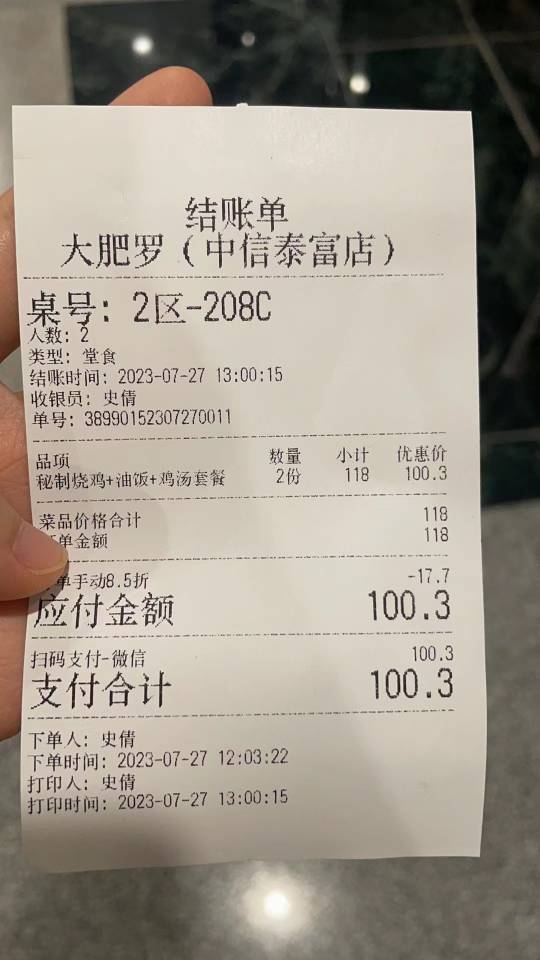 结账单
大肥罗（中信泰富店）
桌号: 2区-208C
人数: 2
类型: 堂食
结账时间: 2023-07-27 13:00:15
收银员: 史倩
单号: 38990152307270011
品项 数量 小计 优惠价
秘制烧鸡+油饭+鸡汤套餐 2份 118 100.3
菜品价格合计 118
单金额 118
单手动8.5折 -17.7
应付金额 100.3
扫码支付-微信 100.3
支付合计 100.3
下单人: 史倩
下单时间: 2023-07-27 12:03:22
打印人: 史倩
打印时间: 2023-07-27 13:00:15